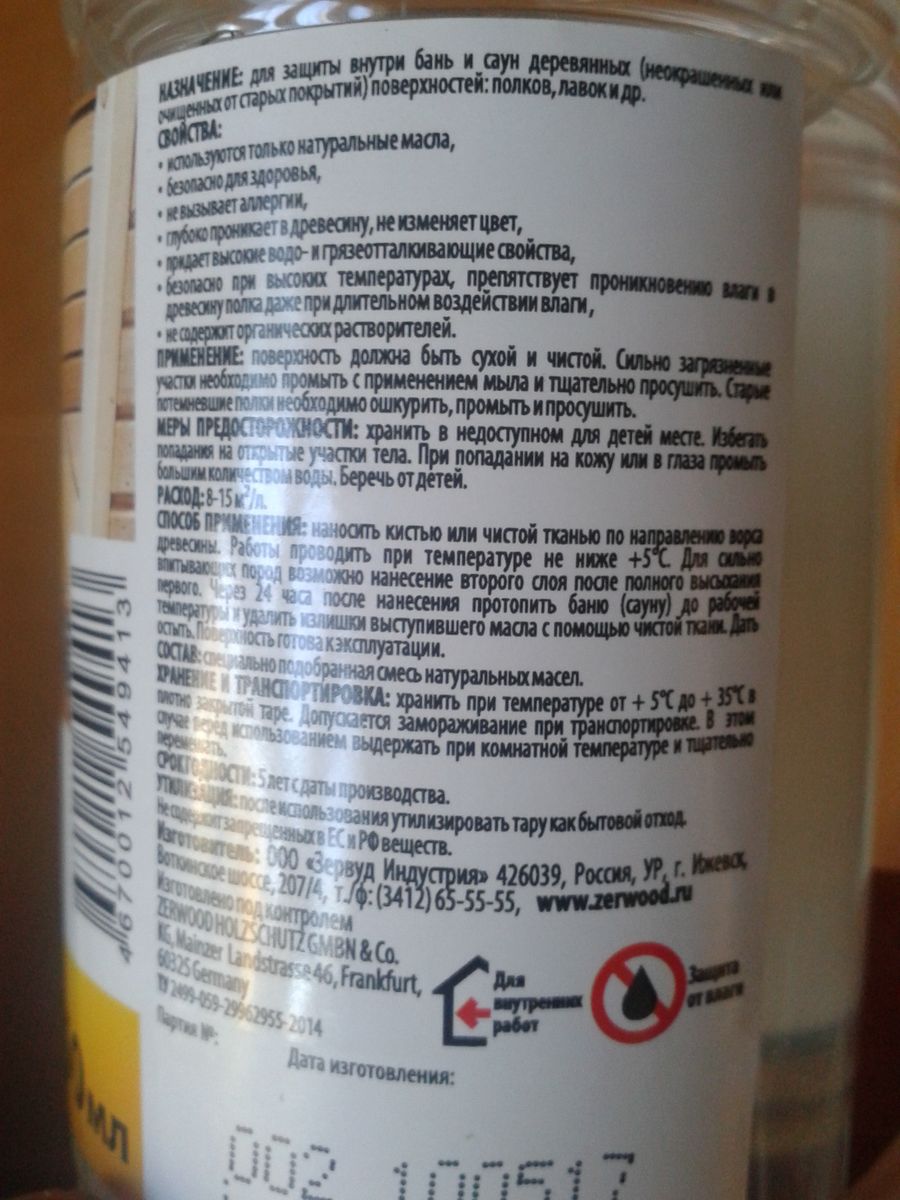 НАЗНАЧЕНИЕ: для защиты внутри бань и саун деревянных (неокрашенных или
очищенных от старых покрытий) поверхностей: полков, лавок и др.
СВОЙСТВА:
• используются только натуральные масла,
• безопасно для здоровья,
• не вызывает аллергии,
• глубоко проникает в древесину, не изменяет цвет,
• придает высокие водо- и грязеотталкивающие свойства,
• безопасно при высоких температурах, препятствует проникновению влаги в
древесину полка даже при длительном воздействии влаги,
• не содержит органических растворителей.
ПРИМЕНЕНИЕ: поверхность должна быть сухой и чистой. Сильно загрязненные
участки необходимо промыть с применением мыла и тщательно просушить. Старые
потемневшие полки необходимо ошкурить, промыть и просушить.
МЕРЫ ПРЕДОСТОРОЖНОСТИ: хранить в недоступном для детей месте. Избегать
попадания на открытые участки тела. При попадании на кожу или в глаза промыть
большим количеством воды. Беречь от детей.
РАСХОД: 8-15 м²/л.
СПОСОБ ПРИМЕНЕНИЯ: наносить кистью или чистой тканью по направлению ворса
древесины. Работы проводить при температуре не ниже +5°С. Для сильно
впитывающих пород возможно нанесение второго слоя после полного высыхания
первого. Через 24 часа после нанесения протопить баню (сауну) до рабочей
температуры и удалить излишки выступившего масла с помощью чистой ткани. Дать
остыть. Поверхность готова к эксплуатации.
СОСТАВ: специально подобранная смесь натуральных масел.
ХРАНЕНИЕ И ТРАНСПОРТИРОВКА: хранить при температуре от + 5°С до + 35°С в
плотно закрытой таре. Допускается замораживание при транспортировке. В этом
случае перед использованием выдержать при комнатной температуре и тщательно
перемешать.
СРОК ГОДНОСТИ: 5 лет с даты производства.
УТИЛИЗАЦИЯ: после использования утилизировать тару как бытовой отход.
Не содержит запрещенных в ЕС и РФ веществ.
Изготовитель: ООО «Зервуд Индустрия» 426039, Россия, УР, г. Ижевск,
Воткинское шоссе, 207/4, т./ф: (3412) 65-55-55, www.zerwood.ru
Изготовлено под контролем
ZERWOOD HOLZSCHUTZ GMBN & Co.
KG, Mainzer Landstrasse 46, Frankfurt,
60325 Germany
ТУ 2499-059-29962955-2014
Партия №:
Дата изготовления:
Для
внутренних
работ
Защита
от влаги
4670012549413
мл
002 100617